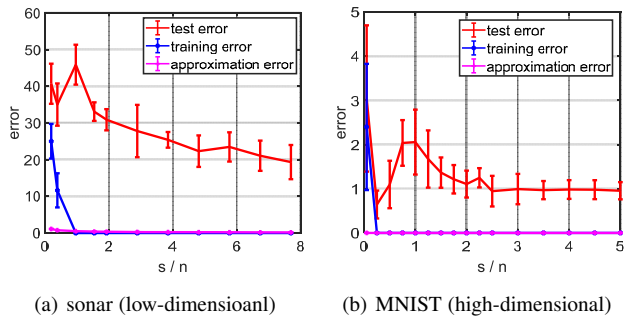 60
50
40
30
20
10
0
error
0 2 4 6 8
s / n
test error
training error
approximation error
(a) sonar (low-dimensioanl)
5
4
3
2
1
0
error
0 1 2 3 4 5
s / n
test error
training error
approximation error
(b) MNIST (high-dimensional)